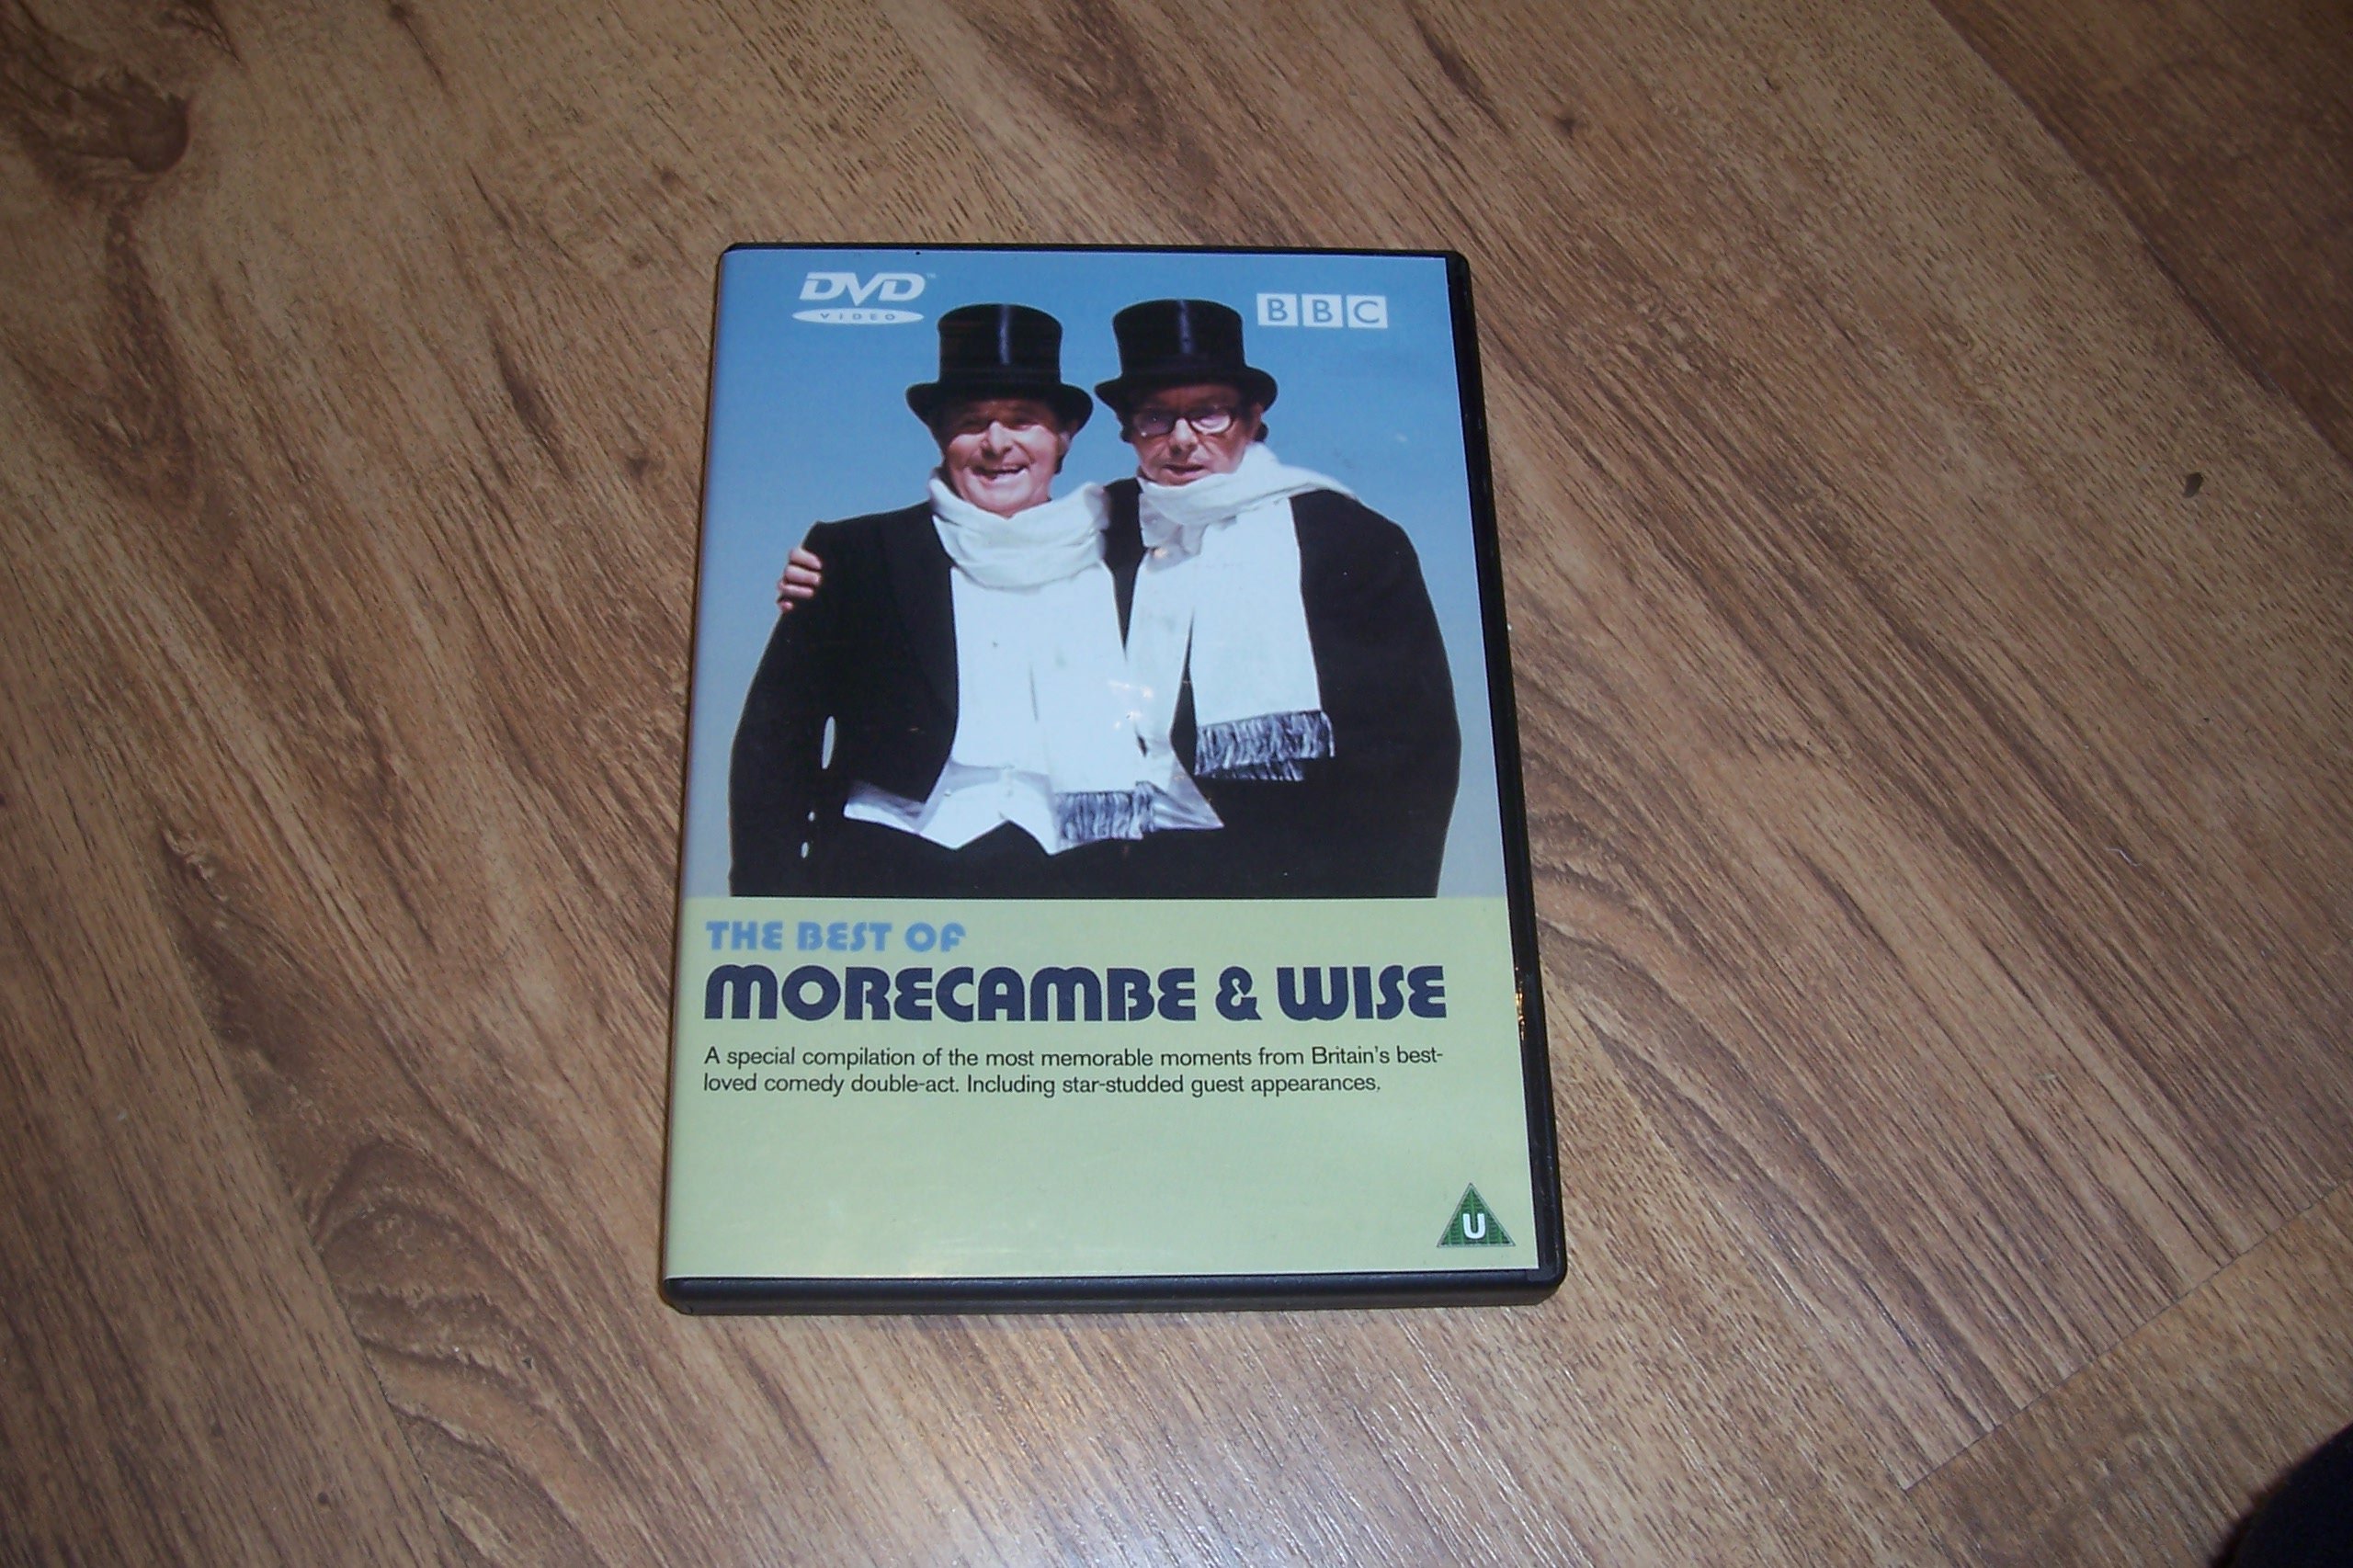 DVD™
VIDEO
BBC
THE BEST OF
MORECAMBE & WISE
A special compilation of the most memorable moments from Britain's best-
loved comedy double-act. Including star-studded guest appearances.
U